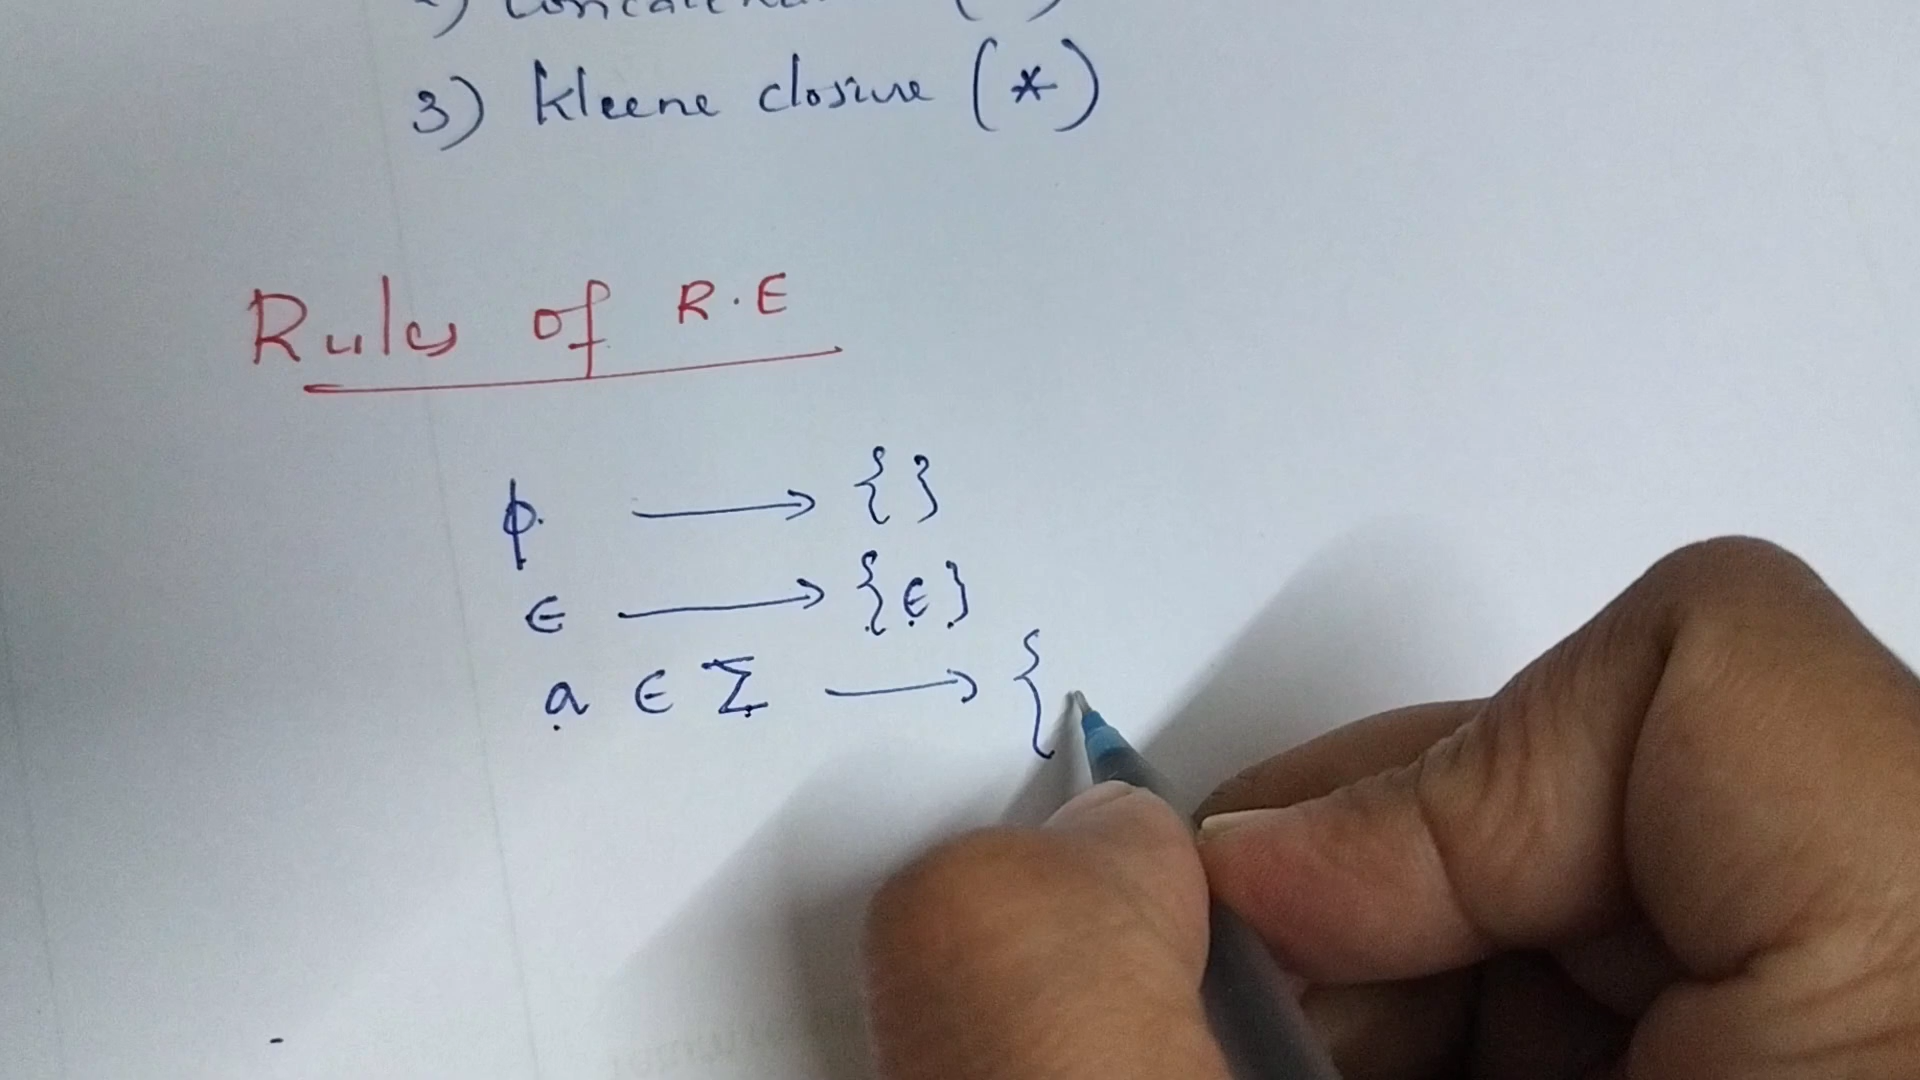 3) Kleene closure (*)
Rules of R.E
ϕ ⟶ { }
∈ ⟶ {∈}
a ∈ Σ ⟶ {